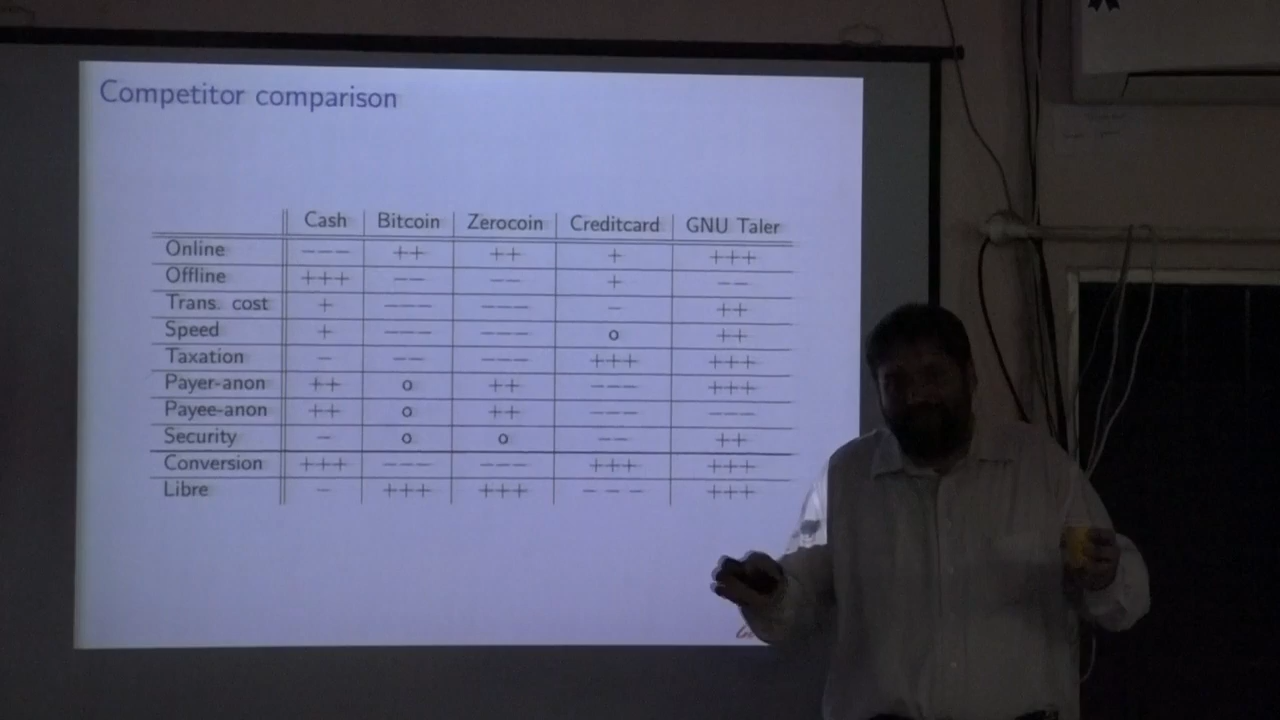 Competitor comparison
Cash Bitcoin Zerocoin Creditcard GNU Taler
Online --- ++ ++ + +++
Offline +++ -- -- + --
Trans. cost + --- --- - ++
Speed + --- --- o ++
Taxation - -- --- +++ +++
Payer-anon ++ o ++ --- +++
Payee-anon ++ o ++ --- ---
Security - o o -- ++
Conversion +++ --- --- +++ +++
Libre - +++ +++ --- +++